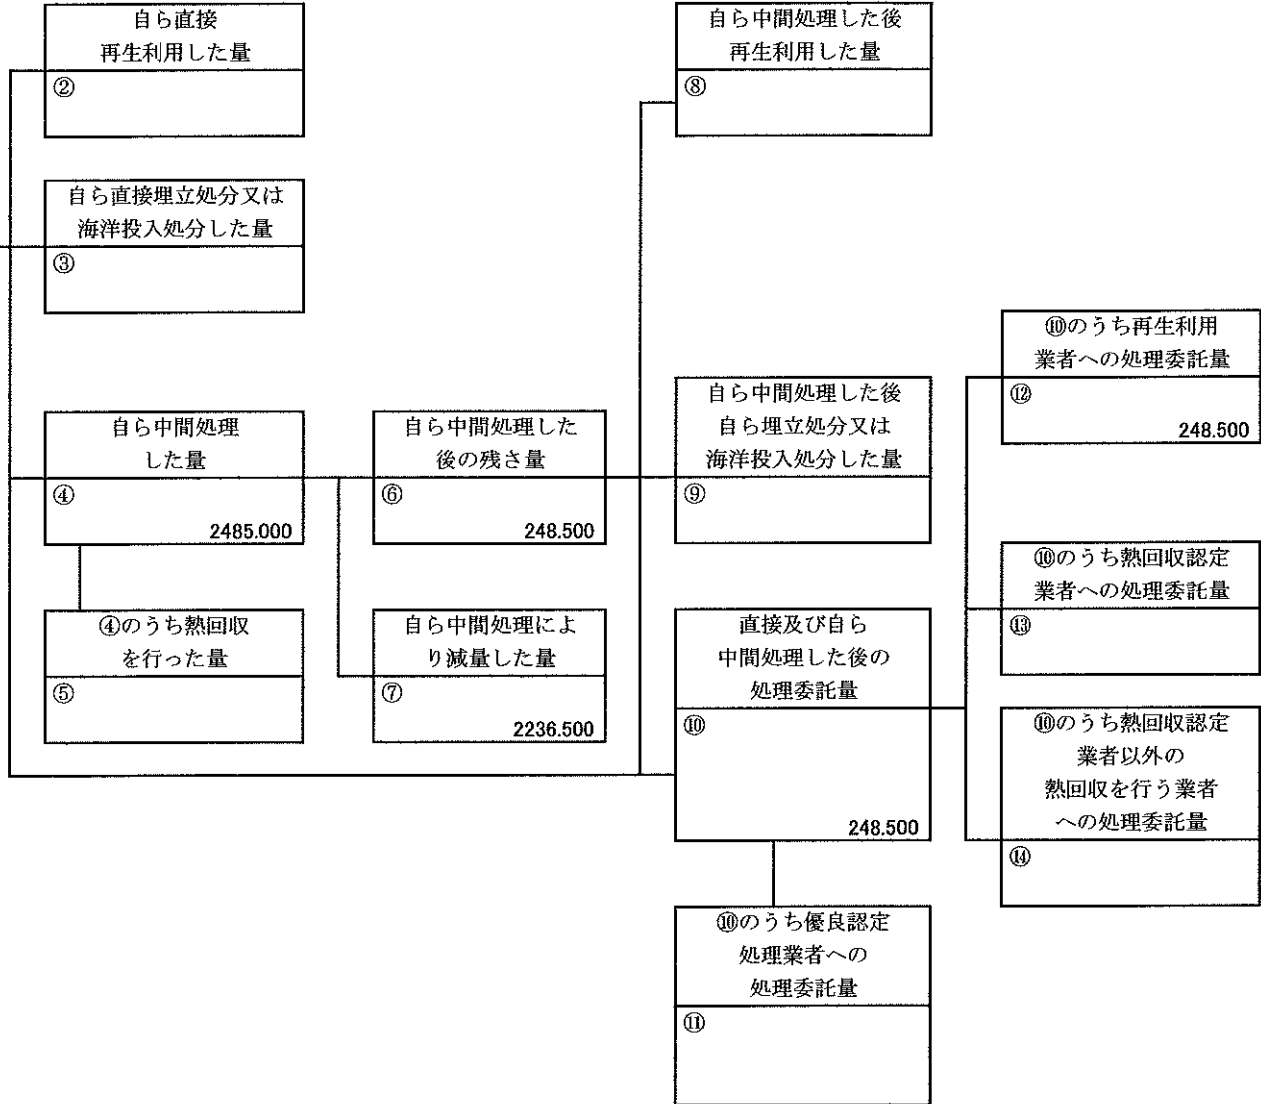 自ら直接
再生利用した量
②
自ら直接埋立処分又は
海洋投入処分した量
③
自ら中間処理
した量
④
2485.000
④のうち熱回収
を行った量
⑤
自ら中間処理した
後の残さ量
⑥
248.500
自ら中間処理によ
り減量した量
⑦
2236.500
自ら中間処理した後
再生利用した量
⑧
自ら中間処理した後
自ら埋立処分又は
海洋投入処分した量
⑨
直接及び自ら
中間処理した後の
処理委託量
⑩
248.500
⑩のうち優良認定
処理業者への
処理委託量
⑪
⑩のうち再生利用
業者への処理委託量
⑫
248.500
⑩のうち熱回収認定
業者への処理委託量
⑬
⑩のうち熱回収認定
業者以外の
熱回収を行う業者
への処理委託量
⑭